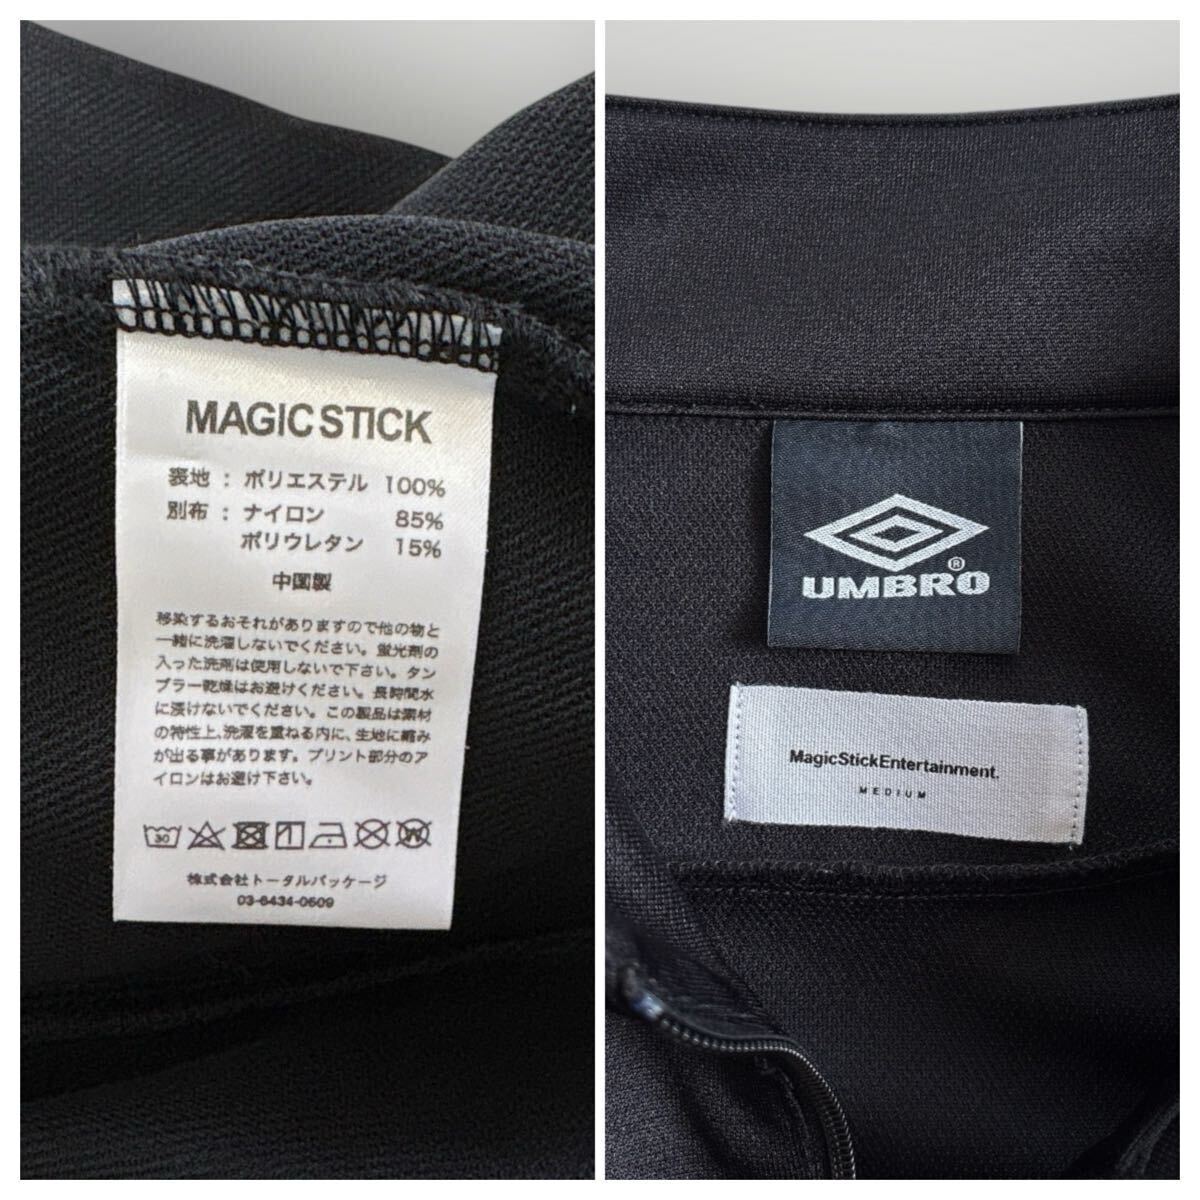 MAGIC STICK
裏地 : ポリエステル 100%
別布 : ナイロン 85%
ポリウレタン 15%
中国製
移染するおそれがありますので他の物と
一緒に洗濯しないでください。蛍光剤の
入った洗剤は使用しないで下さい。タン
ブラー乾燥はお避けください。長時間水
に漬けないでください。この製品は素材
の特性上、洗濯を重ねる内に、生地に縮み
が出る事があります。プリント部分のア
イロンはお避け下さい。
30
W
株式会社トータルパッケージ
03-6434-0609
UMBRO®
MagicStickEntertainment.
MEDIUM